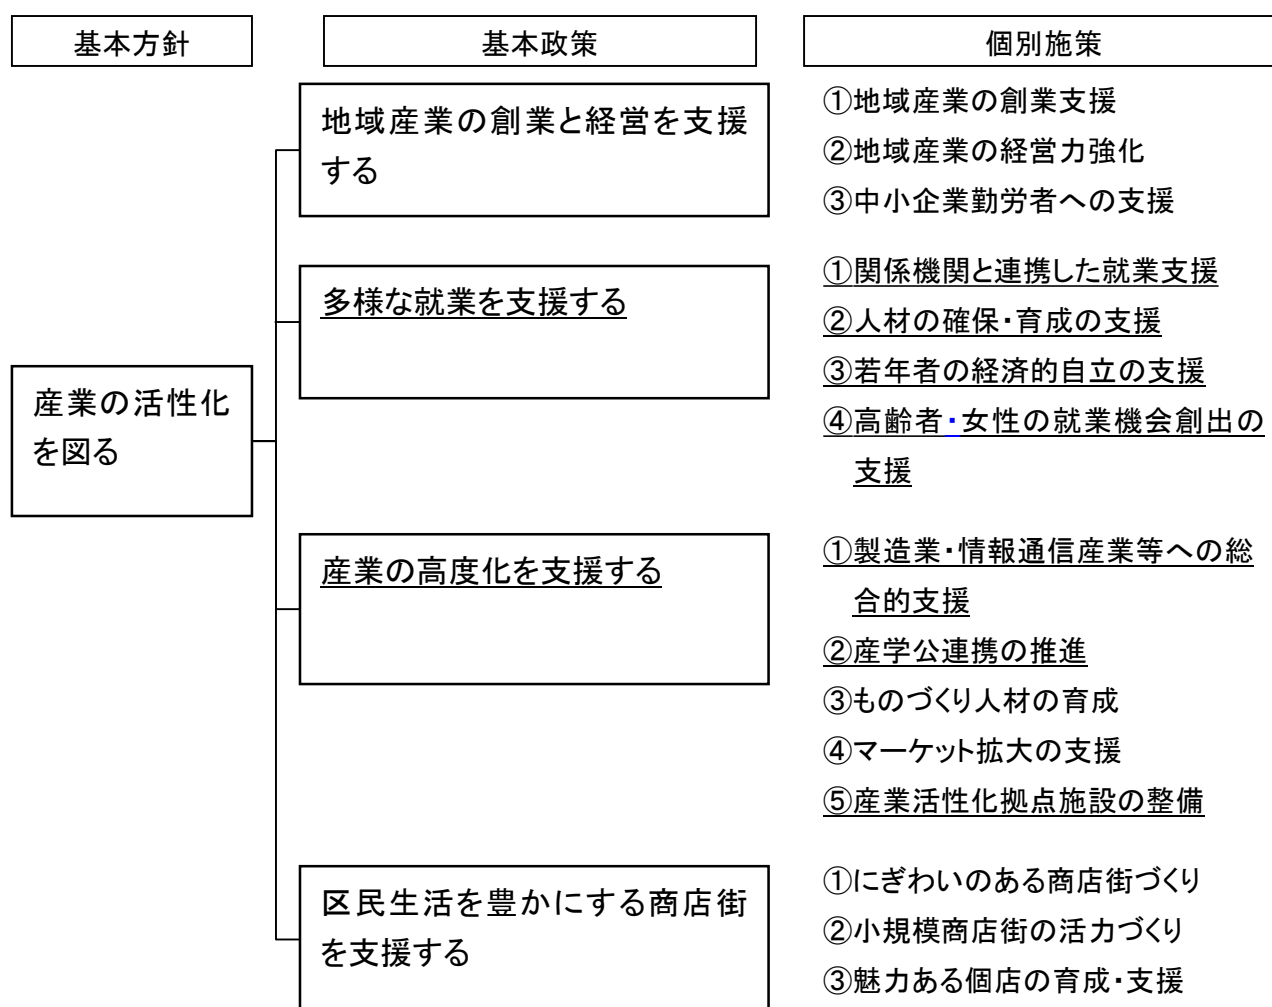 基本方針
基本政策
個別施策
産業の活性化
を図る
地域産業の創業と経営を支援
する
①地域産業の創業支援
②地域産業の経営力強化
③中小企業勤労者への支援
多様な就業を支援する
①関係機関と連携した就業支援
②人材の確保・育成の支援
③若年者の経済的自立の支援
④高齢者・女性の就業機会創出の
支援
産業の高度化を支援する
①製造業・情報通信産業等への総
合的支援
②産学公連携の推進
③ものづくり人材の育成
④マーケット拡大の支援
⑤産業活性化拠点施設の整備
区民生活を豊かにする商店街
を支援する
①にぎわいのある商店街づくり
②小規模商店街の活力づくり
③魅力ある個店の育成・支援